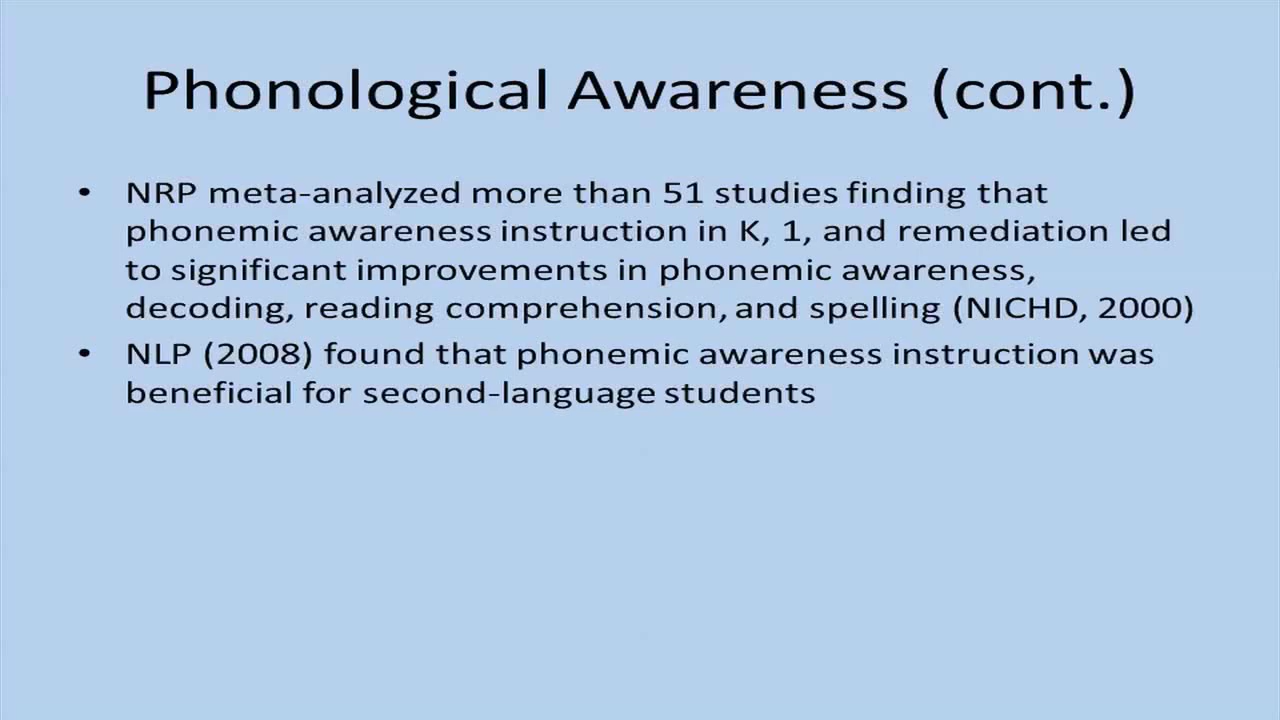 Phonological Awareness (cont.)
• NRP meta-analyzed more than 51 studies finding that
phonemic awareness instruction in K, 1, and remediation led
to significant improvements in phonemic awareness,
decoding, reading comprehension, and spelling (NICHD, 2000)
• NLP (2008) found that phonemic awareness instruction was
beneficial for second-language students